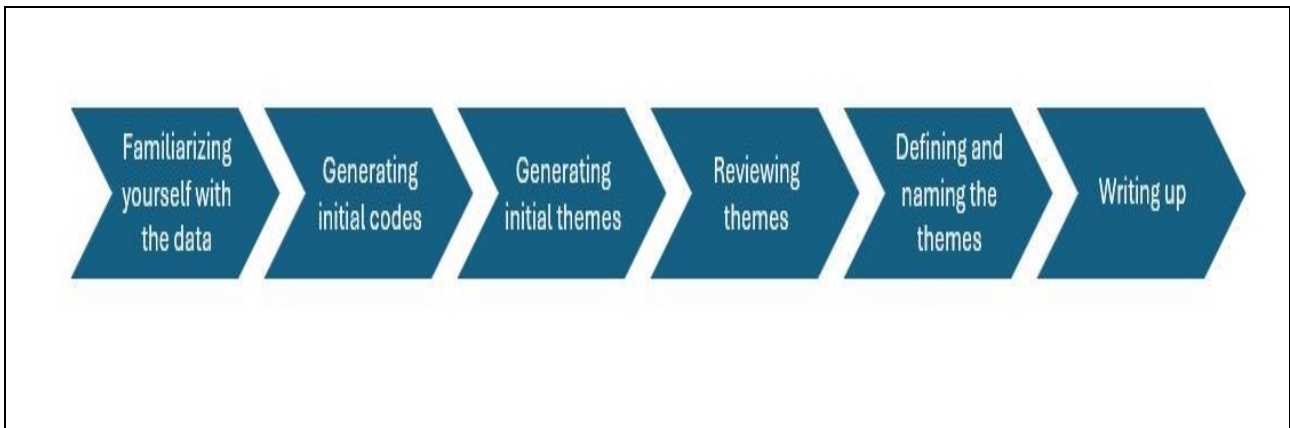 Familiarizing
yourself with
the data
Generating
initial codes
Generating
initial themes
Reviewing
themes
Defining and
naming the
themes
Writing up